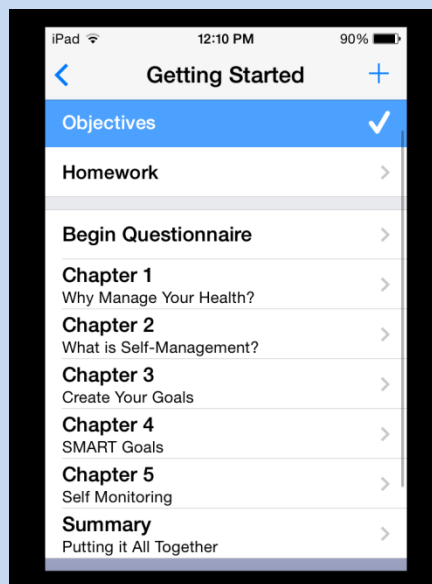 iPad 12:10 PM 90%
Getting Started
Objectives
Homework
Begin Questionnaire
Chapter 1
Why Manage Your Health?
Chapter 2
What is Self-Management?
Chapter 3
Create Your Goals
Chapter 4
SMART Goals
Chapter 5
Self Monitoring
Summary
Putting it All Together